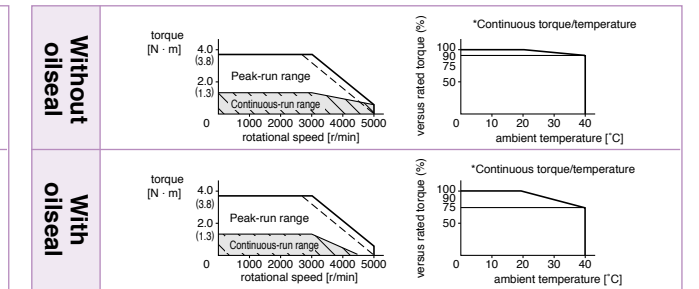 Without
oilseal
torque
[N · m]
4.0
(3.8)
2.0
(1.3)
Peak-run range
Continuous-run range
0 1000 2000 3000 4000 5000
rotational speed [r/min]
*Continuous torque/temperature
versus rated torque (%)
100
90
75
50
0 10 20 30 40
ambient temperature [˚C]
With
oilseal
torque
[N · m]
4.0
(3.8)
2.0
(1.3)
Peak-run range
Continuous-run range
0 1000 2000 3000 4000 5000
rotational speed [r/min]
*Continuous torque/temperature
versus rated torque (%)
100
90
75
50
0 10 20 30 40
ambient temperature [˚C]